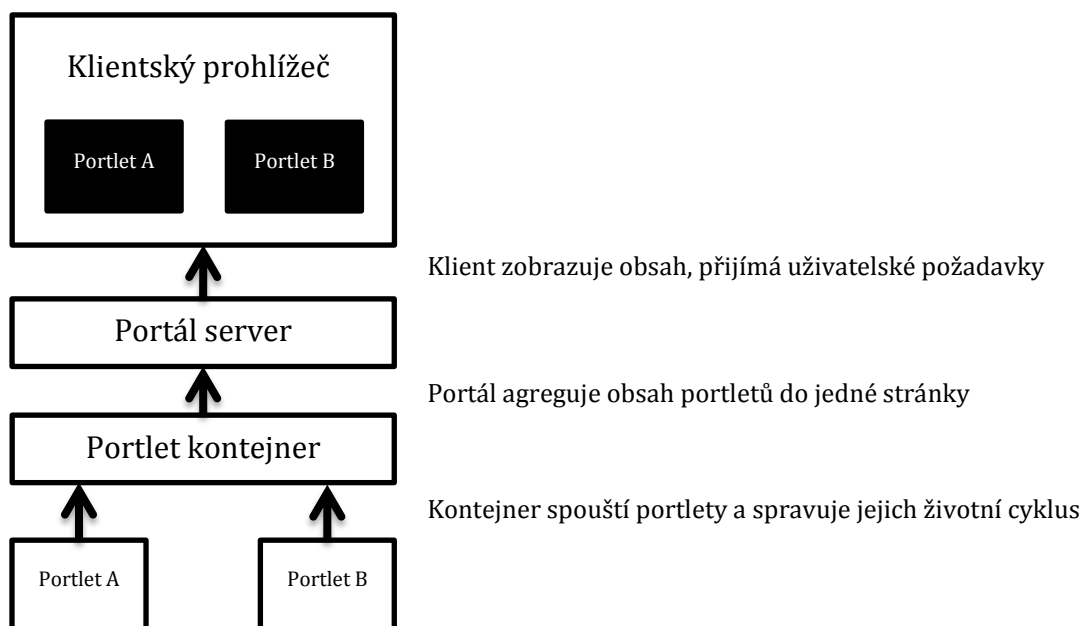 Klientský prohlížeč
Portlet A
Portlet B
Klient zobrazuje obsah, přijímá uživatelské požadavky
Portál server
Portál agreguje obsah portletů do jedné stránky
Portlet kontejner
Kontejner spouští portlety a spravuje jejich životní cyklus
Portlet A
Portlet B